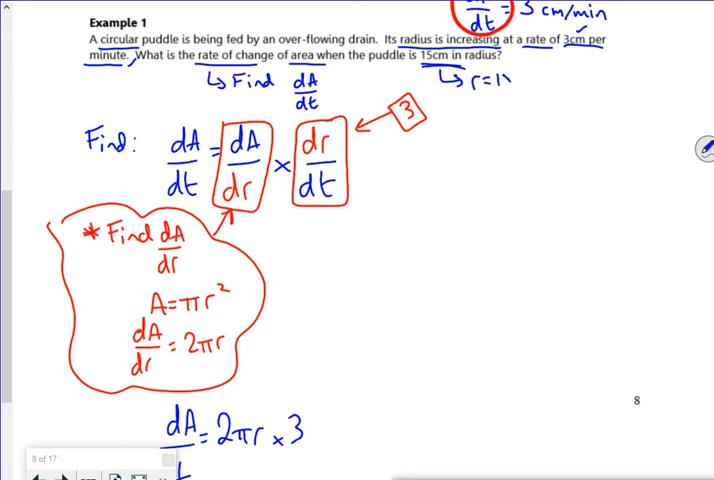 Example 1
dr/dt = 3 cm/min
A circular puddle is being fed by an over-flowing drain. Its radius is increasing at a rate of 3cm per
minute. What is the rate of change of area when the puddle is 15cm in radius?
↳ Find dA/dt
↳ r=15
Find: dA/dt = dA/dr × dr/dt ← 3
* Find dA/dr
A = πr²
dA/dr = 2πr
dA/dt = 2πr × 3
8
8 of 17